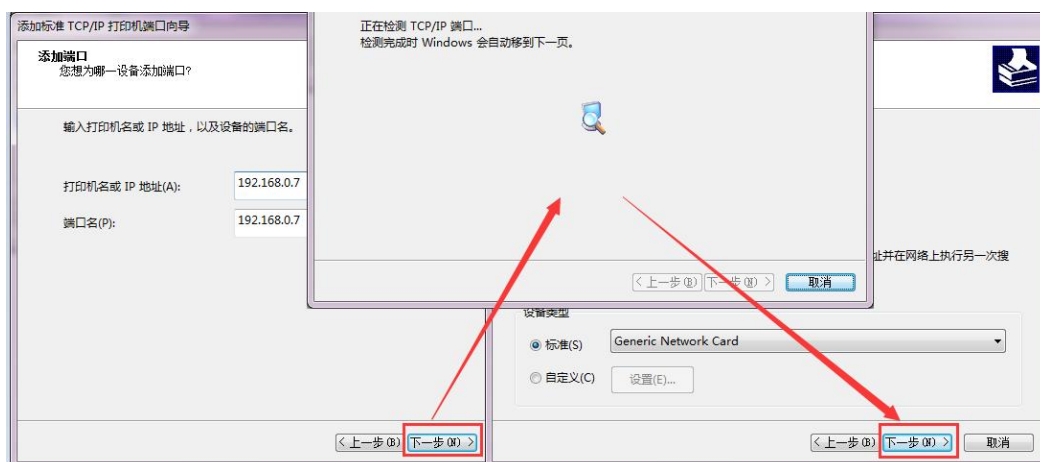 添加标准 TCP/IP 打印机端口向导
添加端口
您想为哪一设备添加端口?
输入打印机名或 IP 地址，以及设备的端口名。
打印机名或 IP 地址(A):
192.168.0.7
端口名(P):
192.168.0.7
<上一步(B)
下一步(N) >
正在检测 TCP/IP 端口...
检测完成时 Windows 会自动移到下一页。
<上一步(B)
下一步(N) >
取消
址并在网络上执行另一次搜
设备类型
标准(S)
Generic Network Card
自定义(C)
设置(E)...
<上一步(B)
下一步(N) >
取消